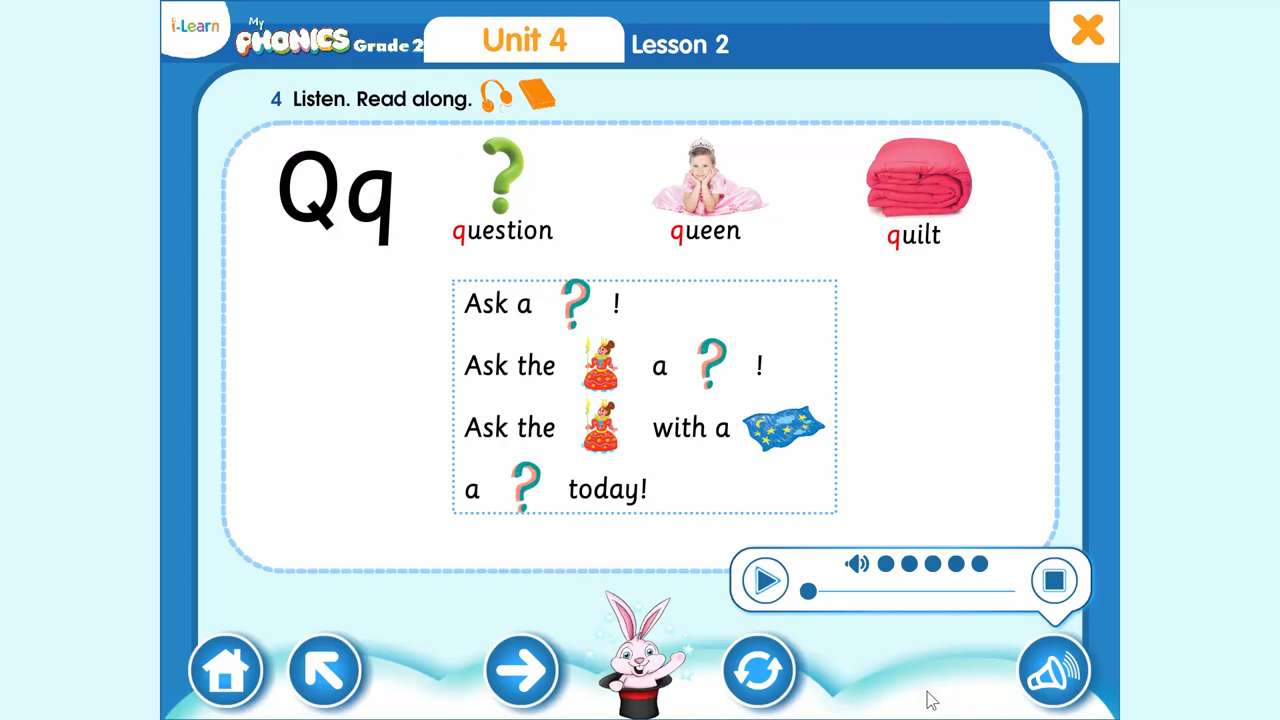 i-Learn
My
PHONICS Grade 2
Unit 4
Lesson 2
4 Listen. Read along.
Qq
question
queen
quilt
Ask a ? !
Ask the a ? !
Ask the with a
a ? today!